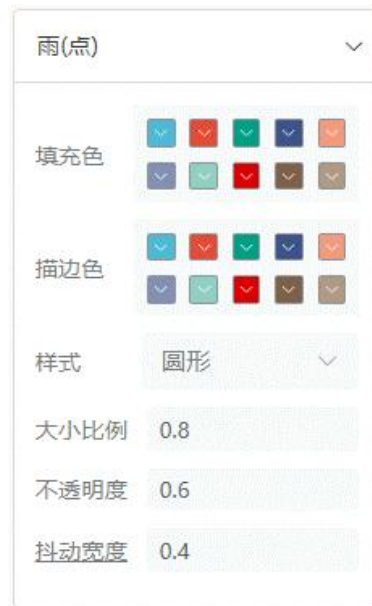 雨(点)
填充色
描边色
样式 圆形
大小比例 0.8
不透明度 0.6
抖动宽度 0.4